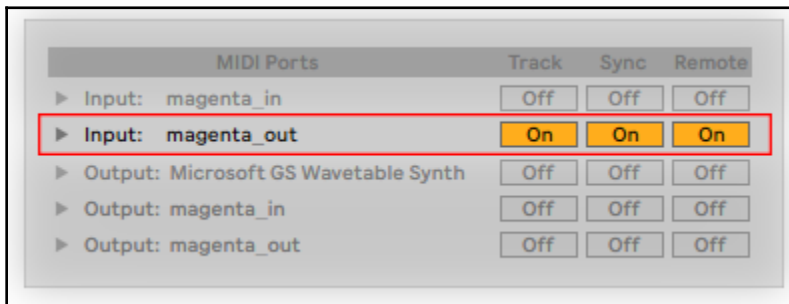 MIDI Ports Track Sync Remote
Input: magenta_in Off Off Off
Input: magenta_out On On On
Output: Microsoft GS Wavetable Synth Off Off Off
Output: magenta_in Off Off Off
Output: magenta_out Off Off Off